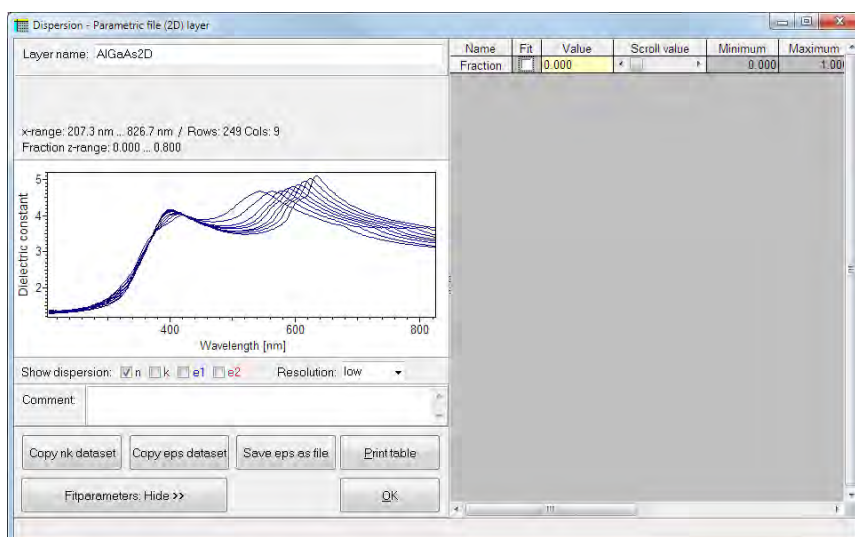 Dispersion - Parametric file (2D) layer
Layer name: AlGaAs2D
x-range: 207.3 nm ... 826.7 nm / Rows: 249 Cols: 9
Fraction z-range: 0.000 ... 0.800
Dielectric constant
5
4
3
2
400 600 800
Wavelength [nm]
Show dispersion: n k e1 e2 Resolution: low
Comment:
Copy nk dataset Copy eps dataset Save eps as file Print table
Fitparameters: Hide >> OK
Name Fit Value Scroll value Minimum Maximum
Fraction 0.000 0.000 1.00